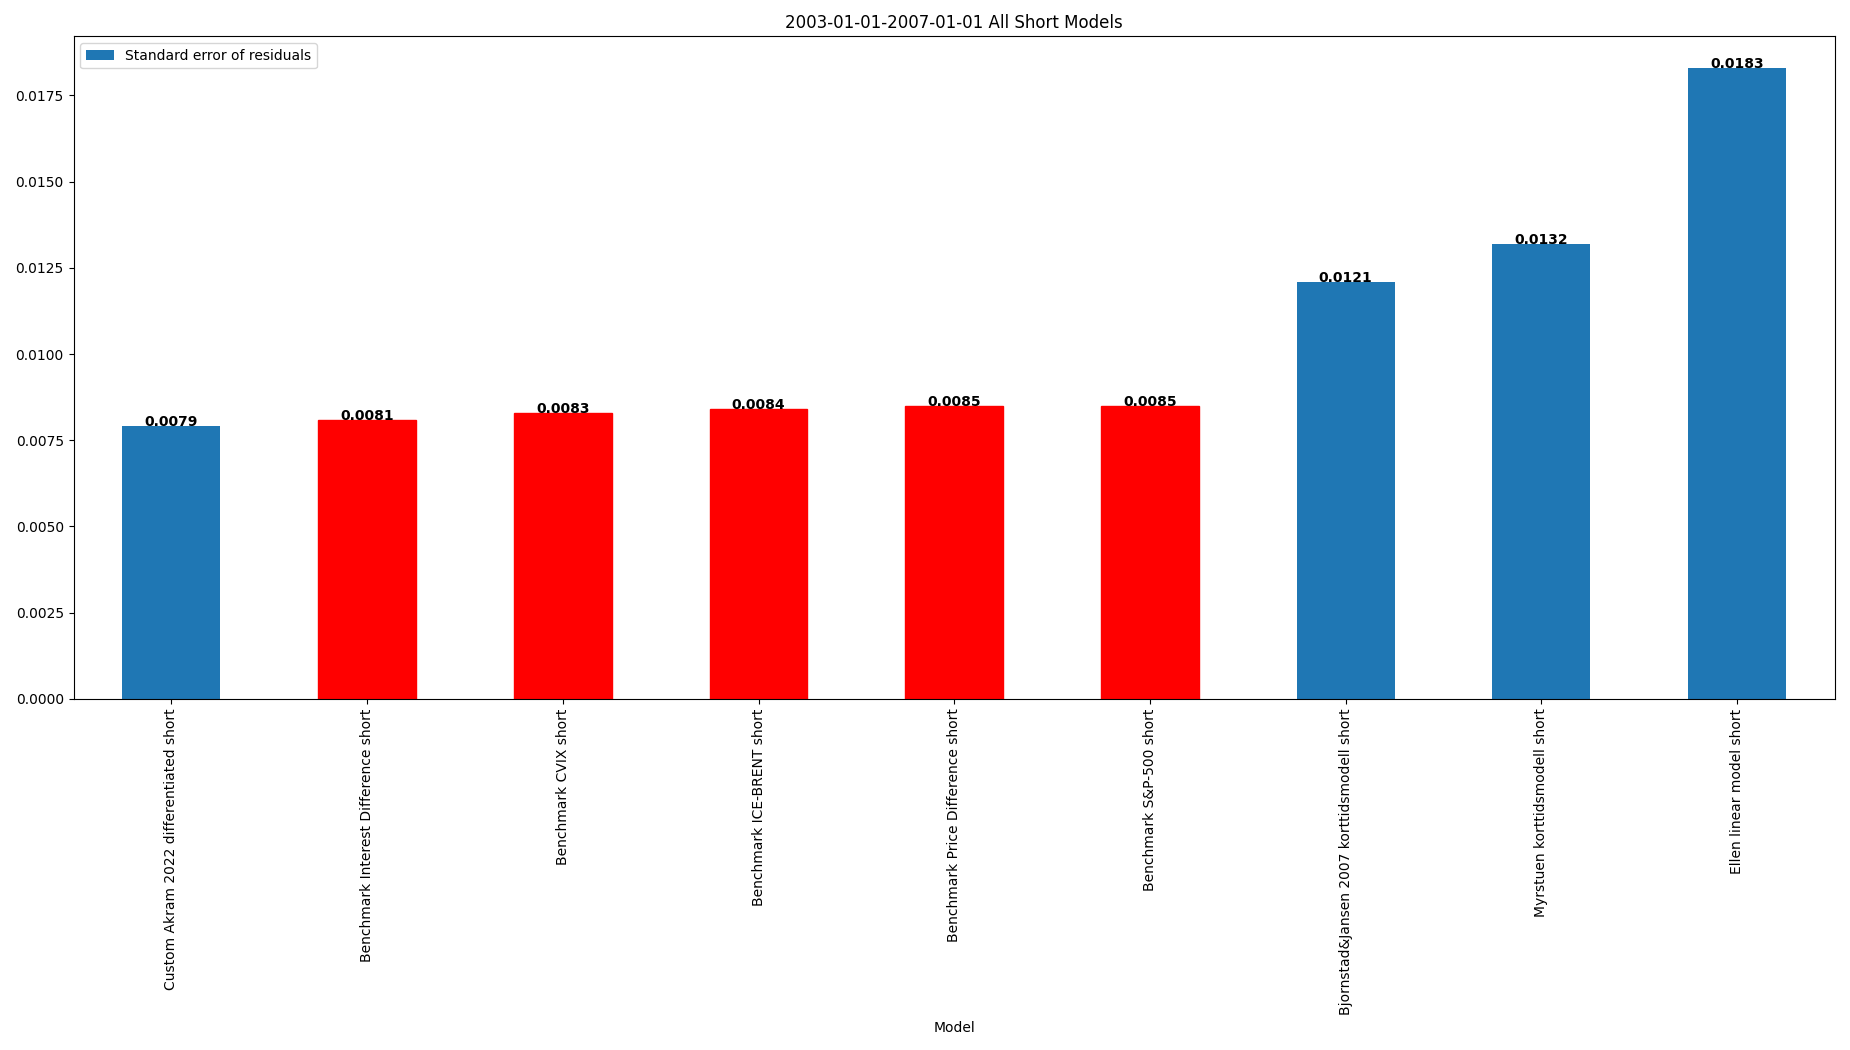 2003-01-01-2007-01-01 All Short Models
Standard error of residuals
0.0175
0.0150
0.0125
0.0100
0.0075
0.0050
0.0025
0.0000
0.0079
0.0081
0.0083
0.0084
0.0085
0.0085
0.0121
0.0132
0.0183
Custom Akram 2022 differentiated short
Benchmark Interest Difference short
Benchmark CVIX short
Benchmark ICE-BRENT short
Benchmark Price Difference short
Benchmark S&P-500 short
Bjornstad&Jansen 2007 korttidsmodell short
Myrstuen korttidsmodell short
Ellen linear model short
Model